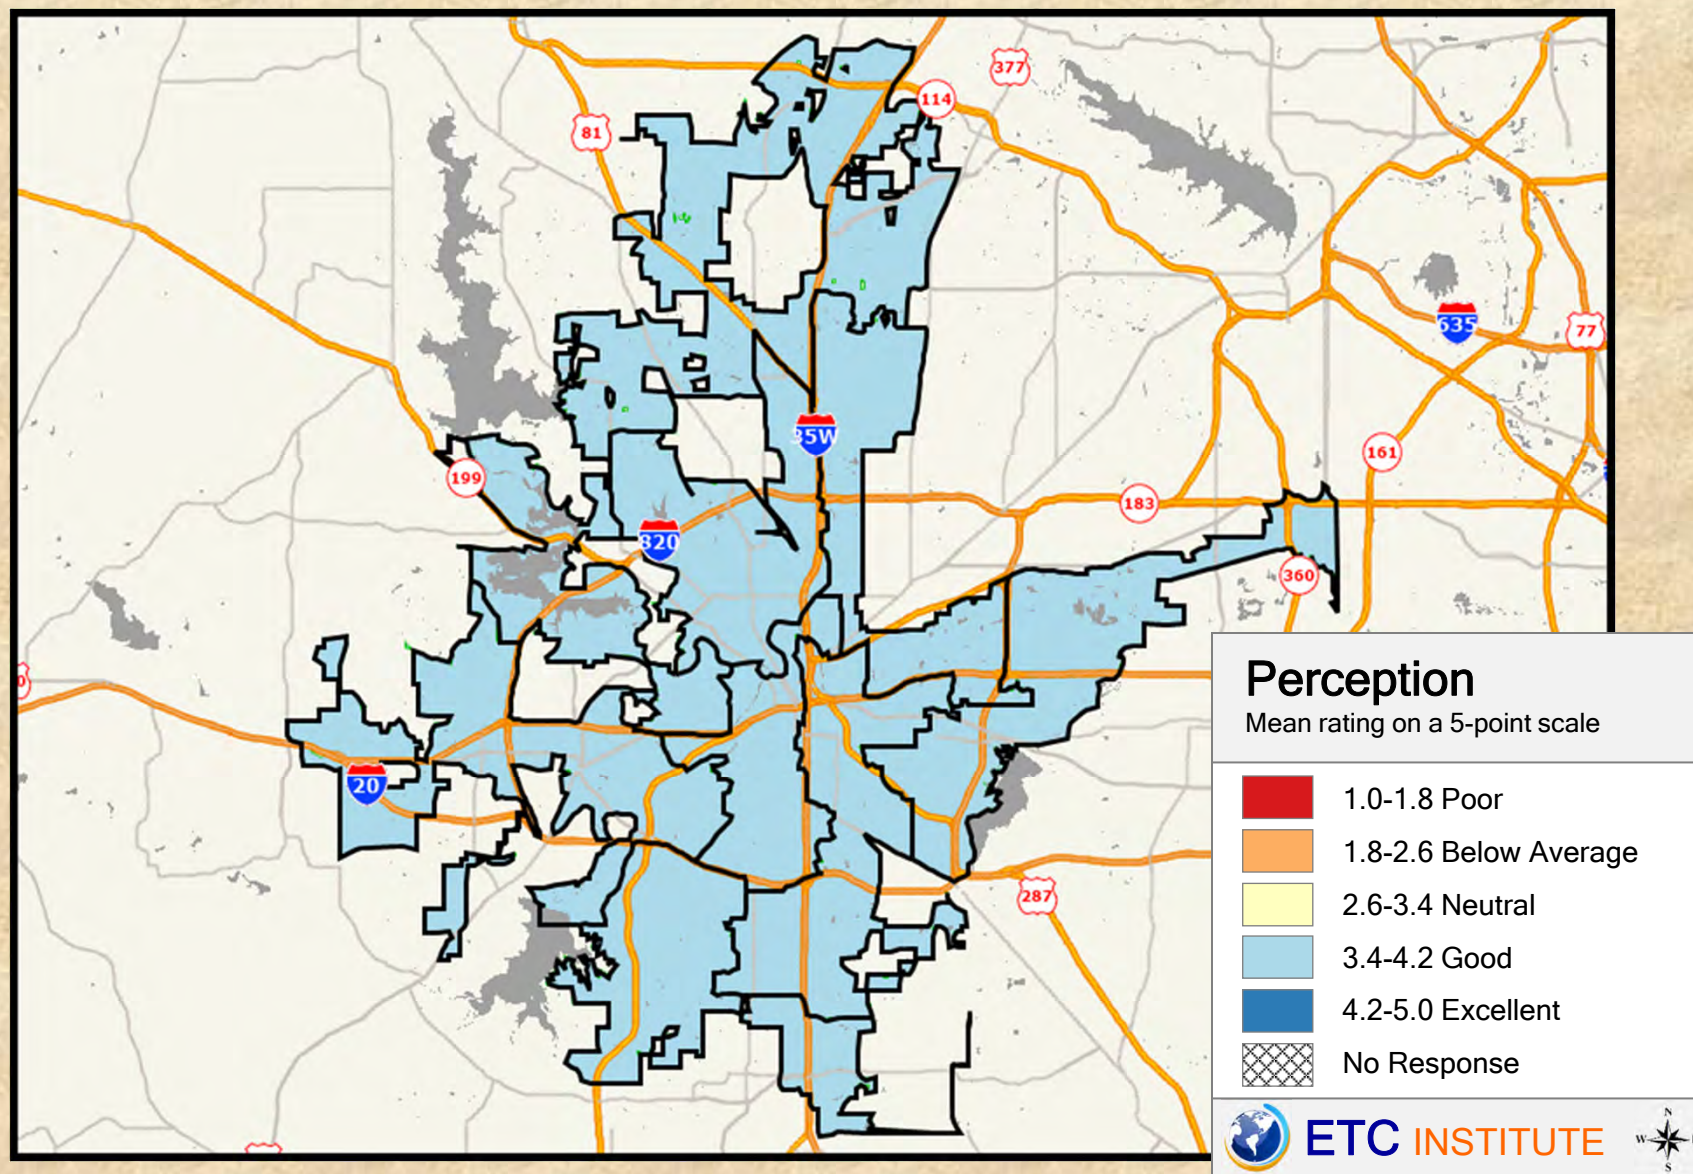 377
114
81
635
77
35W
161
199
183
820
360
0
20
287
Perception
Mean rating on a 5-point scale
1.0-1.8 Poor
1.8-2.6 Below Average
2.6-3.4 Neutral
3.4-4.2 Good
4.2-5.0 Excellent
No Response
ETC INSTITUTE
N
W
S